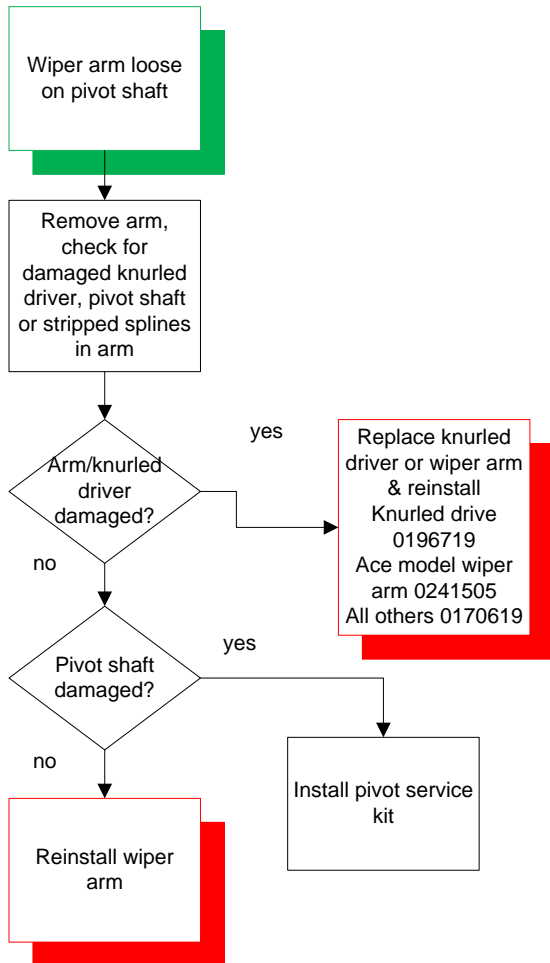 Wiper arm loose
on pivot shaft
Remove arm,
check for
damaged knurled
driver, pivot shaft
or stripped splines
in arm
Arm/knurled
driver
damaged?
yes
Replace knurled
driver or wiper arm
& reinstall
Knurled drive
0196719
Ace model wiper
arm 0241505
All others 0170619
no
Pivot shaft
damaged?
yes
Install pivot service
kit
no
Reinstall wiper
arm